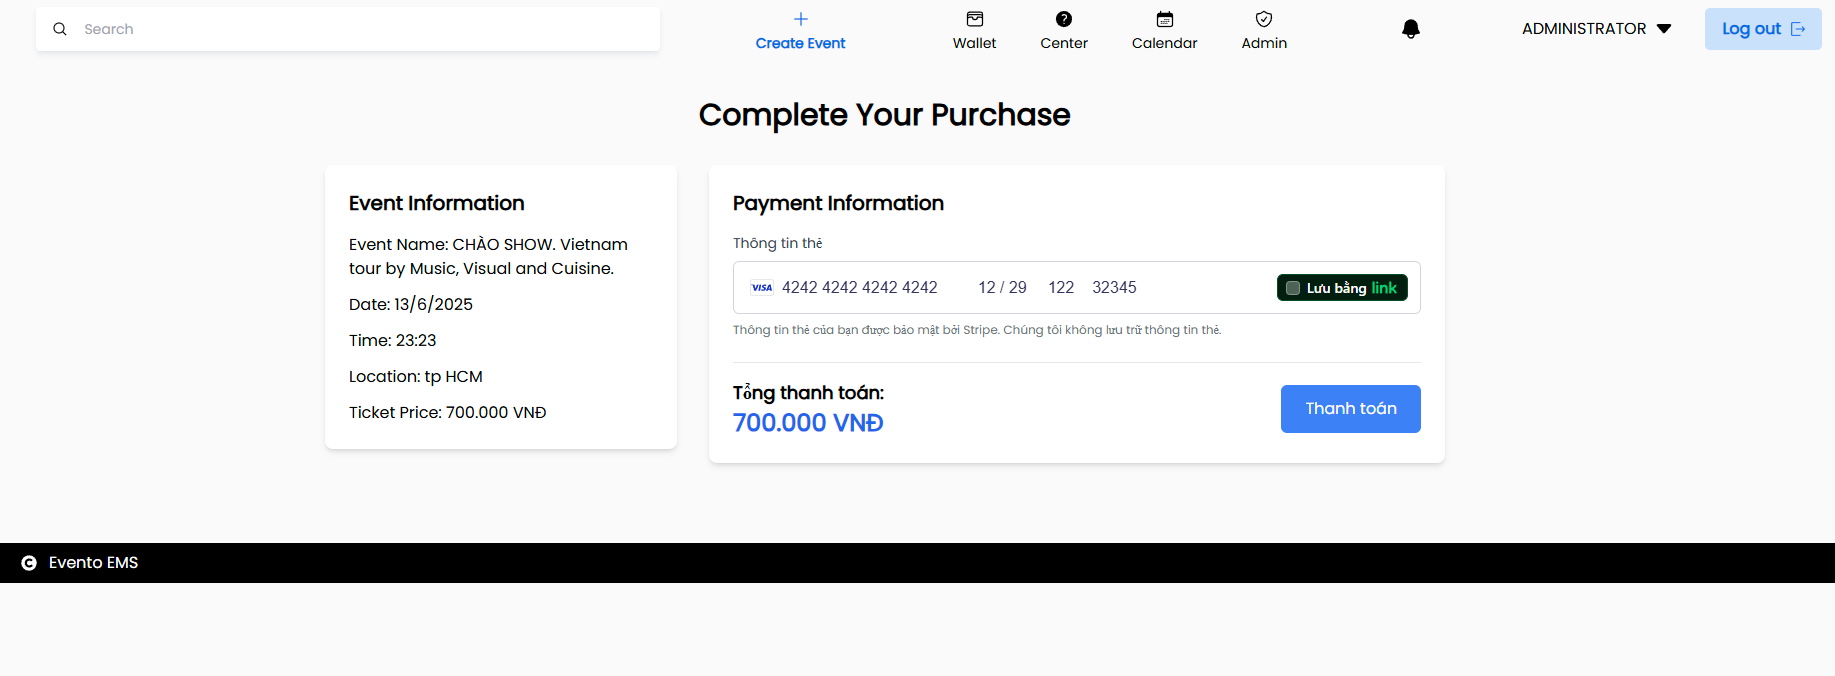 Search
Create Event
Wallet
Center
Calendar
Admin
ADMINISTRATOR
Log out
Complete Your Purchase
Event Information
Event Name: CHÀO SHOW. Vietnam
tour by Music, Visual and Cuisine.
Date: 13/6/2025
Time: 23:23
Location: tp HCM
Ticket Price: 700.000 VNĐ
Payment Information
Thông tin thẻ
VISA 4242 4242 4242 4242 12 / 29 122 32345 Lưu bằng link
Thông tin thẻ của bạn được bảo mật bởi Stripe. Chúng tôi không lưu trữ thông tin thẻ.
Tổng thanh toán:
700.000 VNĐ
Thanh toán
Evento EMS